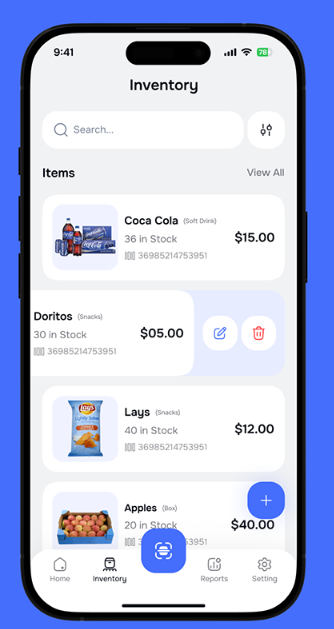 9:41
78
Inventory
Search...
Items
View All
Coca Cola (Soft Drink)
36 in Stock
$15.00
36985214753951
Doritos (Snacks)
30 in Stock
$05.00
36985214753951
Lays (Snacks)
40 in Stock
$12.00
36985214753951
Apples (Box)
20 in Stock
$40.00
Home
Inventory
Reports
Setting